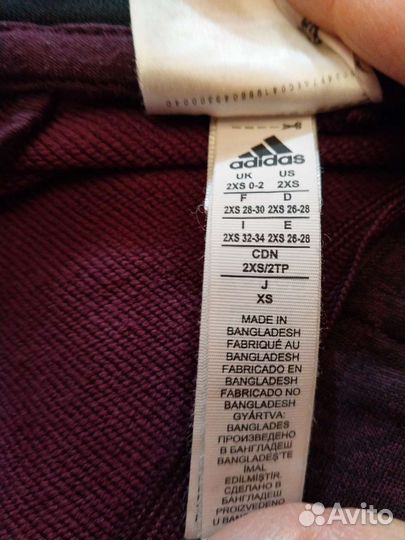 adidas
UK US
2XS 0-2 2XS
F D
2XS 28-30 2XS 26-28
I E
2XS 32-34 2XS 26-28
CDN
2XS/2TP
J
XS
MADE IN
BANGLADESH
FABRIQUÉ AU
BANGLADESH
FABRICADO EN
BANGLADESH
FABRICADO NO
BANGLADESH
GYÁRTVA:
BANGLADES
ПРОИЗВЕДЕНО
В БАНГЛАДЕШ
BANGLADEŞ'TE
İMAL
EDİLMİŞTİR.
СДЕЛАНО В
БАНГЛАДЕШ
PROIZVEDENO
U BANG
Avito